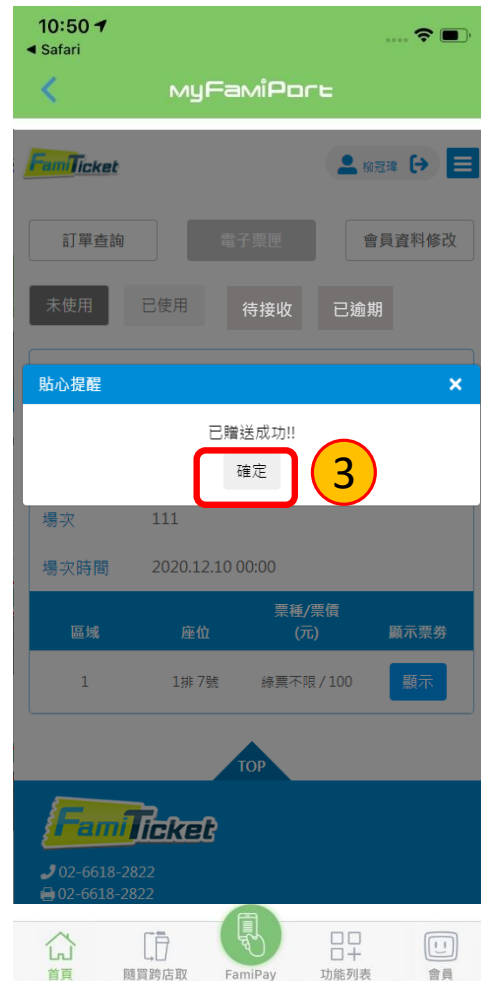 10:50
◀ Safari
MyFamiPort
FamiTicket
柳冠瑋
訂單查詢
電子票匣
會員資料修改
未使用
已使用
待接收
已逾期
貼心提醒
×
已贈送成功!!
確定
3
場次
111
場次時間
2020.12.10 00:00
區域
座位
票種/票價
(元)
顯示票券
1
1排 7號
綠票不限 / 100
顯示
TOP
FamiTicket
02-6618-2822
02-6618-2822
首頁
隨買跨店取
FamiPay
功能列表
會員